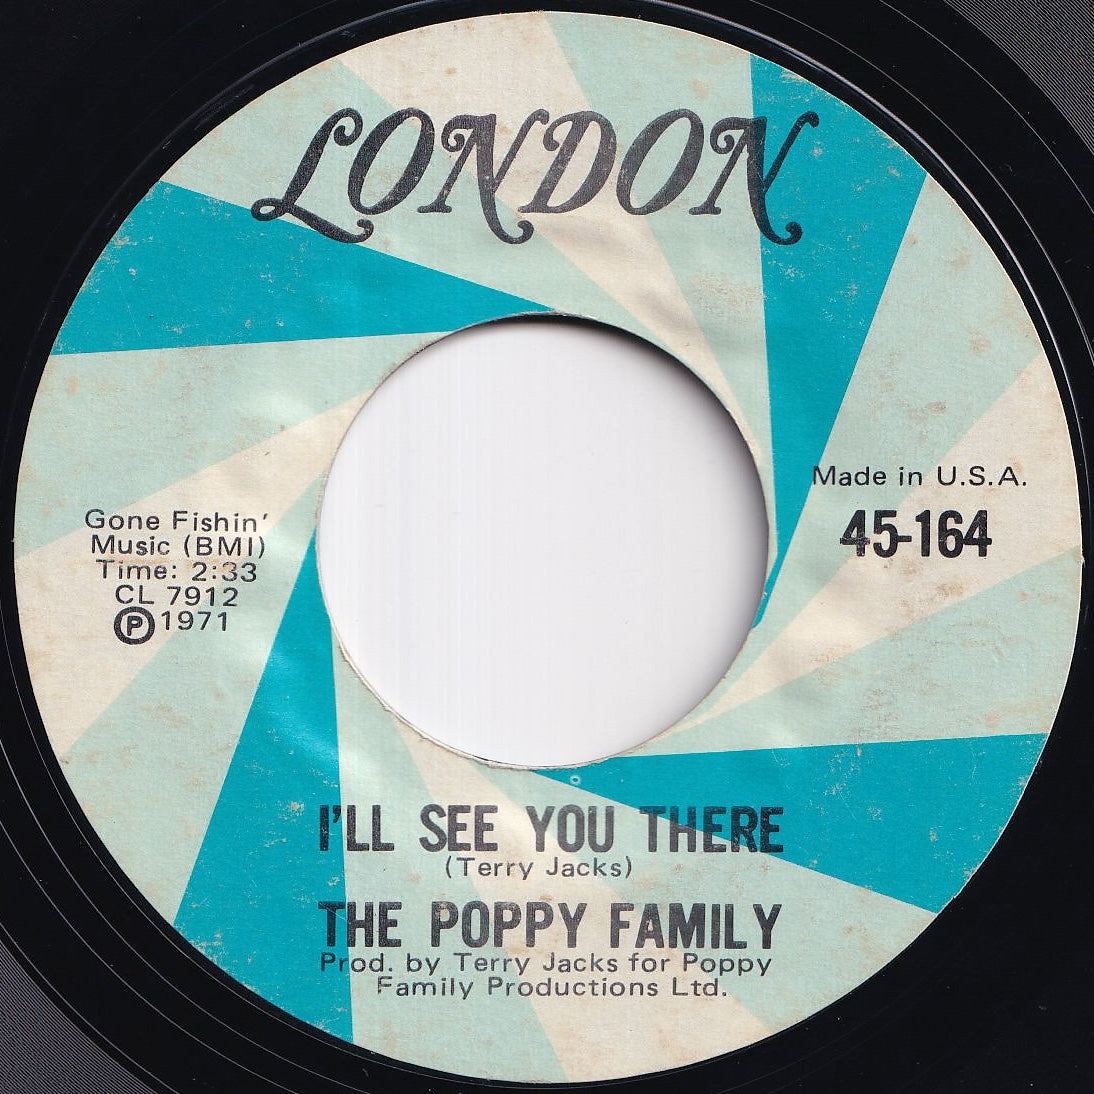 LONDON
Made in U.S.A.
45-164
Gone Fishin'
Music (BMI)
Time: 2:33
CL 7912
℗ 1971
I'LL SEE YOU THERE
(Terry Jacks)
THE POPPY FAMILY
Prod. by Terry Jacks for Poppy
Family Productions Ltd.